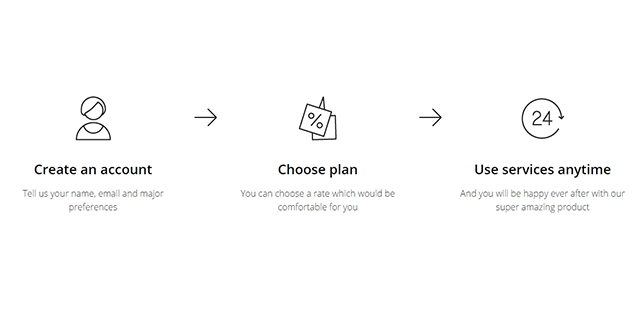 %
24
Create an account
Tell us your name, email and major
preferences
Choose plan
You can choose a rate which would be
comfortable for you
Use services anytime
And you will be happy ever after with our
super amazing product